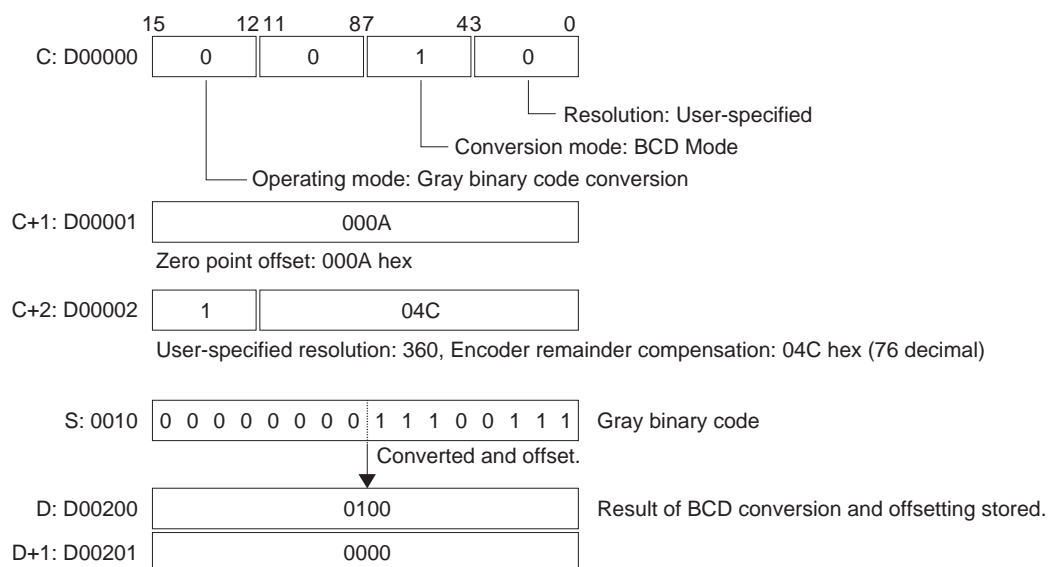 15 12 11 87 43 0
C: D00000 0 0 1 0
Resolution: User-specified
Conversion mode: BCD Mode
Operating mode: Gray binary code conversion
C+1: D00001 000A
Zero point offset: 000A hex
C+2: D00002 1 04C
User-specified resolution: 360, Encoder remainder compensation: 04C hex (76 decimal)
S: 0010 0 0 0 0 0 0 0 0 1 1 1 0 0 1 1 1 Gray binary code
Converted and offset.
D: D00200 0100 Result of BCD conversion and offsetting stored.
D+1: D00201 0000